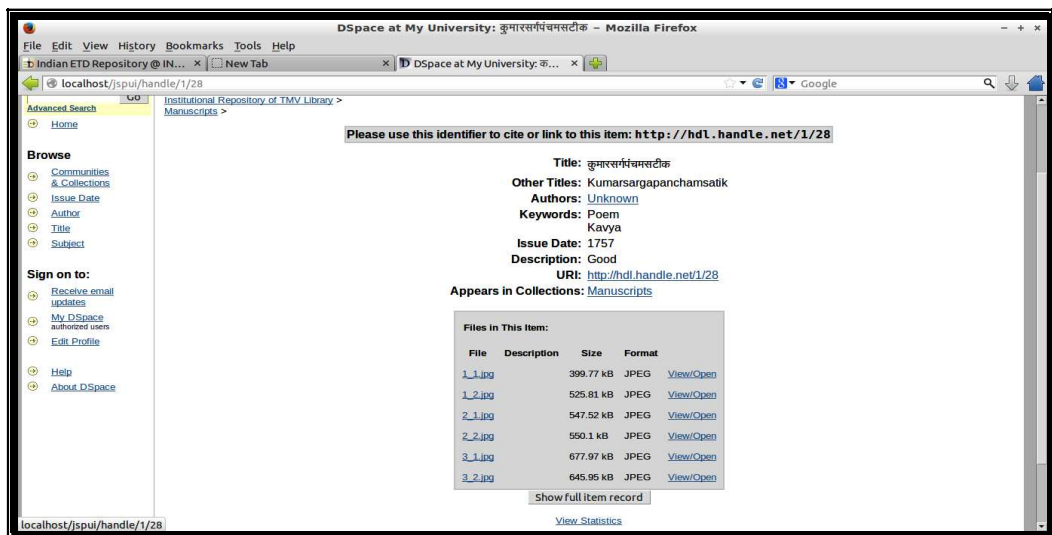 DSpace at My University: कुमारसर्गपंचमसटीक – Mozilla Firefox
File Edit View History Bookmarks Tools Help
Indian ETD Repository @ IN... × New Tab × DSpace at My University: क... ×
localhost/jspui/handle/1/28 Google
Go
Advanced Search
Home
Browse
Communities
& Collections
Issue Date
Author
Title
Subject
Sign on to:
Receive email
updates
My DSpace
authorized users
Edit Profile
Help
About DSpace
Institutional Repository of TMV Library >
Manuscripts >
Please use this identifier to cite or link to this item: http://hdl.handle.net/1/28
Title: कुमारसर्गपंचमसटीक
Other Titles: Kumarsargapanchamsatik
Authors: Unknown
Keywords: Poem
Kavya
Issue Date: 1757
Description: Good
URI: http://hdl.handle.net/1/28
Appears in Collections: Manuscripts
Files in This Item:
File Description Size Format
1_1.jpg 399.77 kB JPEG View/Open
1_2.jpg 525.81 kB JPEG View/Open
2_1.jpg 547.52 kB JPEG View/Open
2_2.jpg 550.1 kB JPEG View/Open
3_1.jpg 677.97 kB JPEG View/Open
3_2.jpg 645.95 kB JPEG View/Open
Show full item record
View Statistics
localhost/jspui/handle/1/28